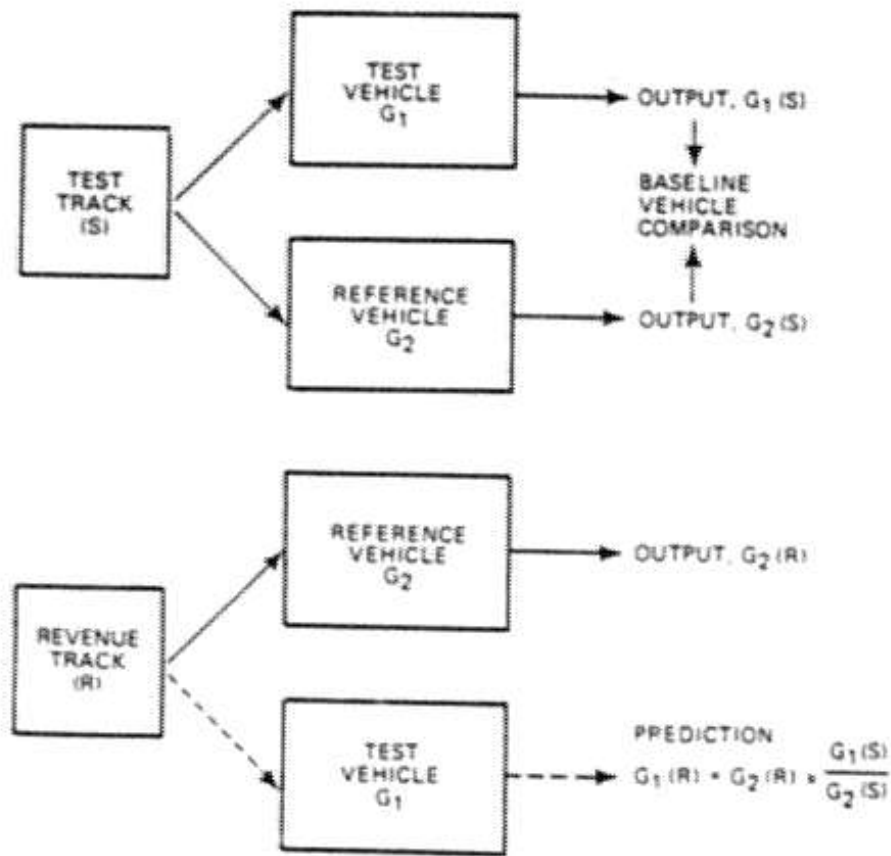 TEST
VEHICLE
G1
OUTPUT, G1(S)
TEST
TRACK
(S)
BASELINE
VEHICLE
COMPARISON
REFERENCE
VEHICLE
G2
OUTPUT, G2(S)
REFERENCE
VEHICLE
G2
OUTPUT, G2(R)
REVENUE
TRACK
(R)
TEST
VEHICLE
G1
PREDICTION
G1(R) = G2(R) × G1(S)
G2(S)